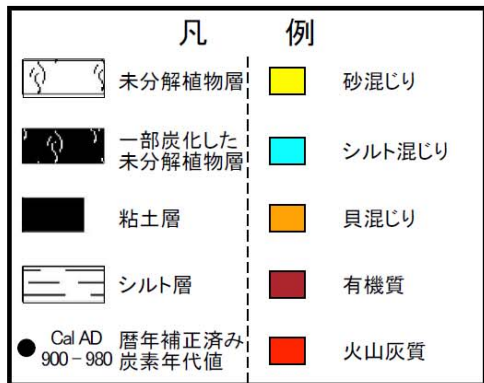 凡 例
未分解植物層
一部炭化した
未分解植物層
粘土層
シルト層
Cal AD
900-980
暦年補正済み
炭素年代値
砂混じり
シルト混じり
貝混じり
有機質
火山灰質